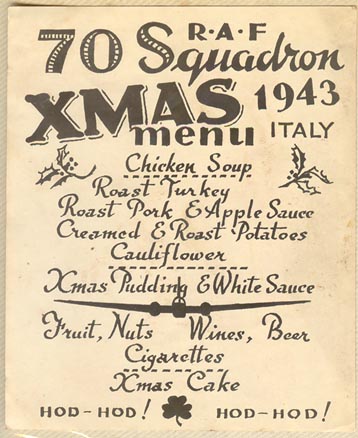 70 R·A·F Squadron
XMAS 1943
menu ITALY
Chicken Soup
Roast Turkey
Roast Pork & Apple Sauce
Creamed & Roast Potatoes
Cauliflower
Xmas Pudding & White Sauce
Fruit, Nuts Wines, Beer
Cigarettes
Xmas Cake
HOD-HOD! HOD-HOD!